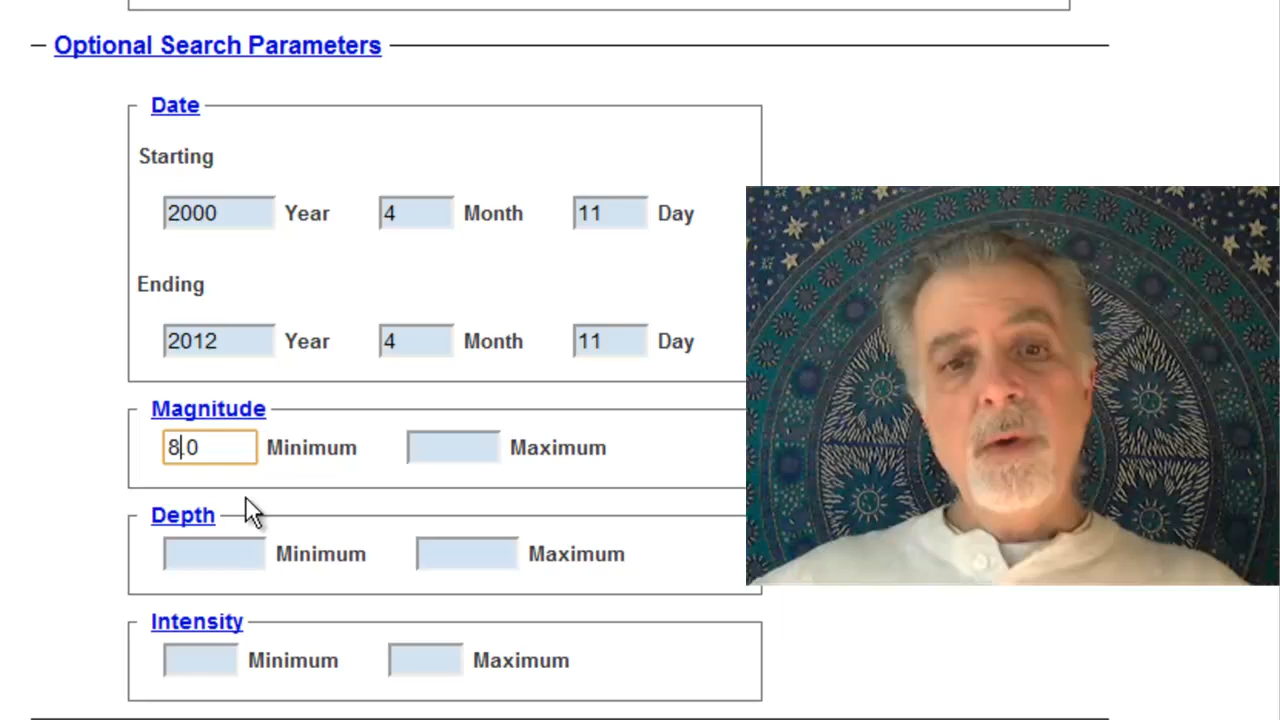 Optional Search Parameters
Date
Starting
2000 Year 4 Month 11 Day
Ending
2012 Year 4 Month 11 Day
Magnitude
8.0 Minimum Maximum
Depth
Minimum Maximum
Intensity
Minimum Maximum